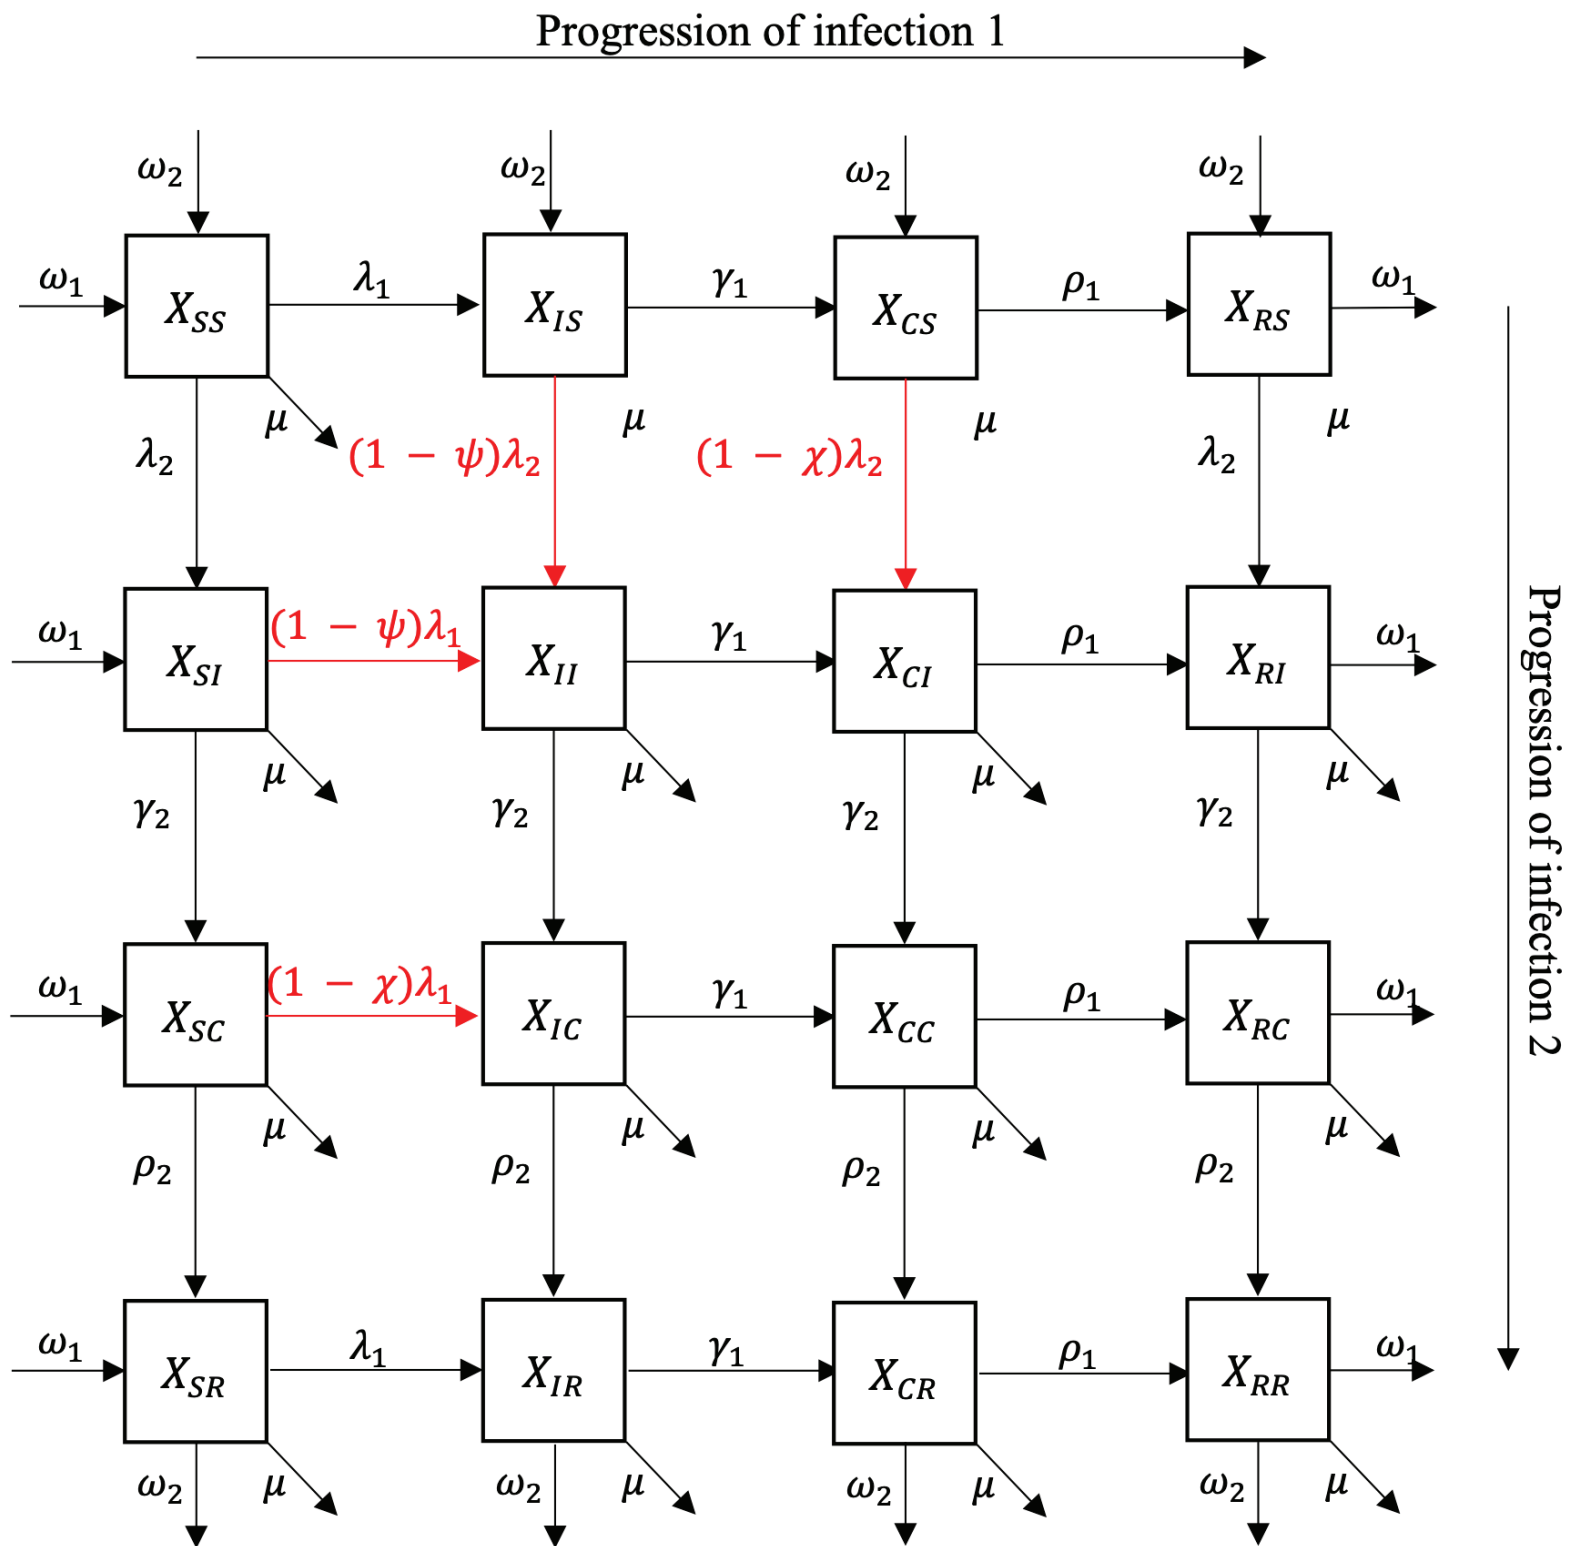 Progression of infection 1
ω₂ ω₂ ω₂ ω₂
ω₁ X_SS λ₁ X_IS γ₁ X_CS ρ₁ X_RS ω₁
μ μ μ μ
λ₂ (1 − ψ)λ₂ (1 − χ)λ₂ λ₂
ω₁ X_SI (1 − ψ)λ₁ X_II γ₁ X_CI ρ₁ X_RI ω₁
μ μ μ μ
γ₂ γ₂ γ₂ γ₂
ω₁ X_SC (1 − χ)λ₁ X_IC γ₁ X_CC ρ₁ X_RC ω₁
μ μ μ μ
ρ₂ ρ₂ ρ₂ ρ₂
ω₁ X_SR λ₁ X_IR γ₁ X_CR ρ₁ X_RR ω₁
ω₂ μ ω₂ μ ω₂ μ ω₂ μ
Progression of infection 2